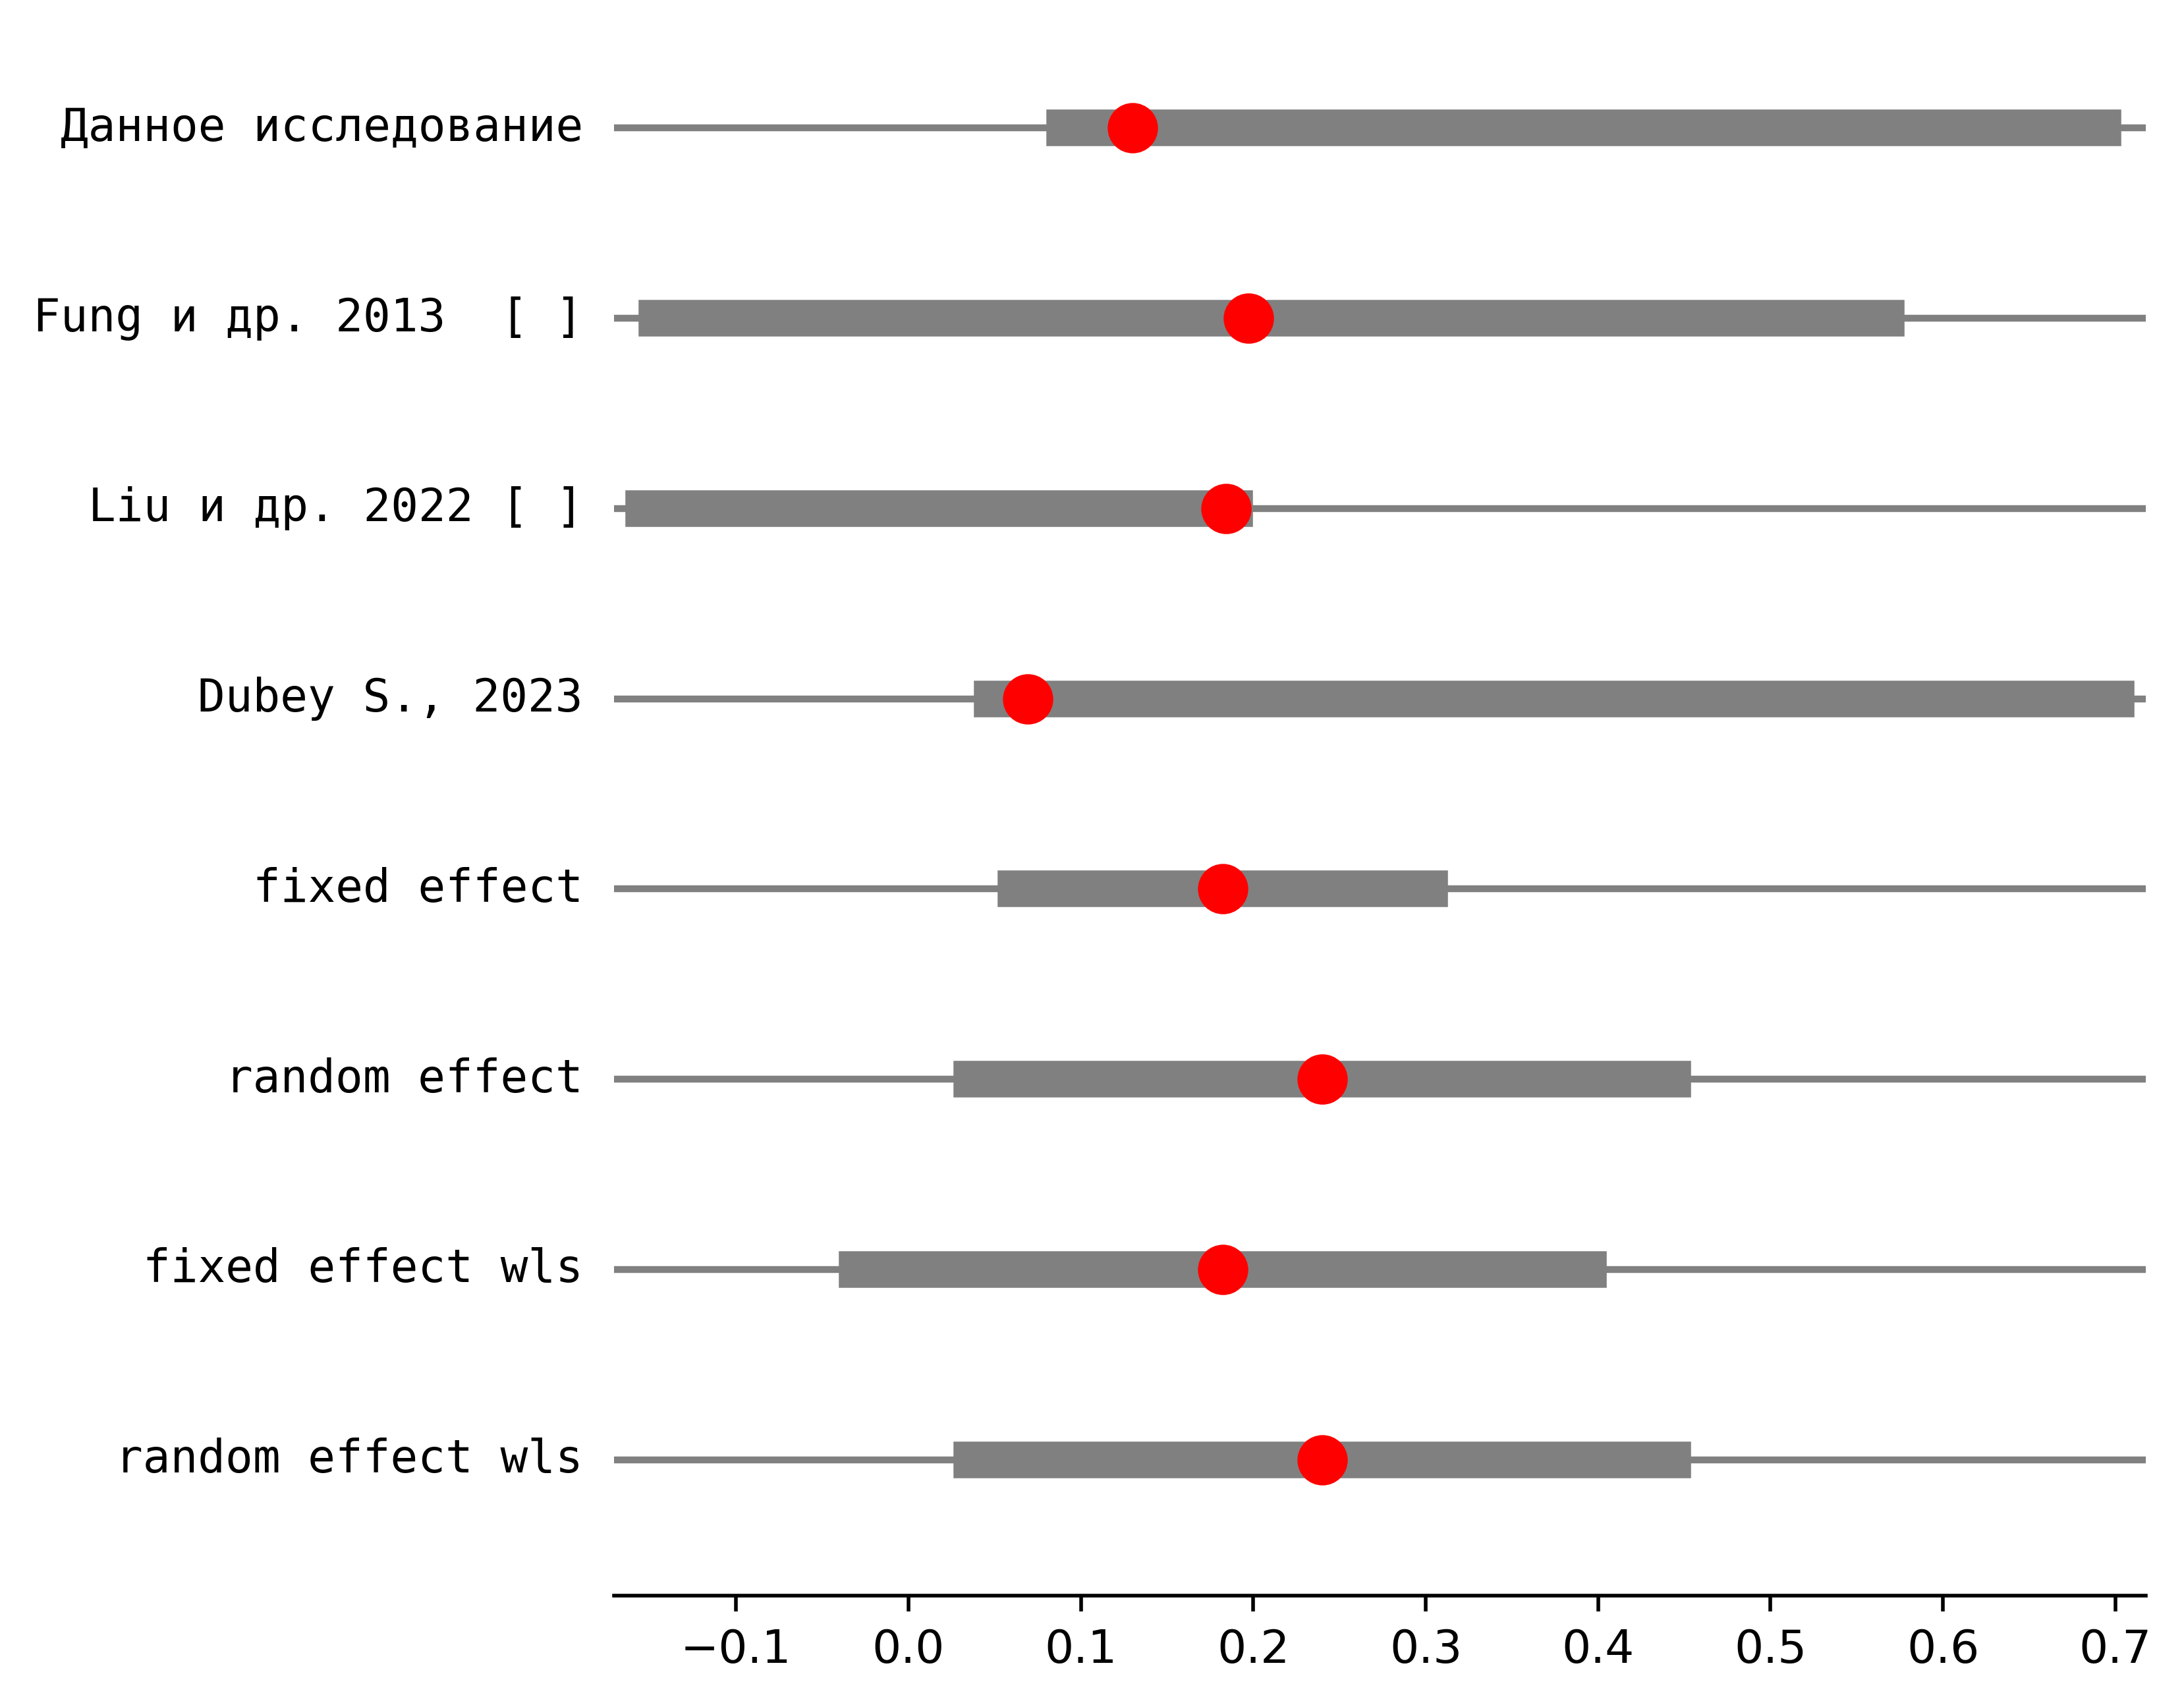 Данное исследование
Fung и др. 2013  [ ]
Liu и др. 2022 [ ]
Dubey S., 2023
fixed effect
random effect
fixed effect wls
random effect wls
−0.1 0.0 0.1 0.2 0.3 0.4 0.5 0.6 0.7